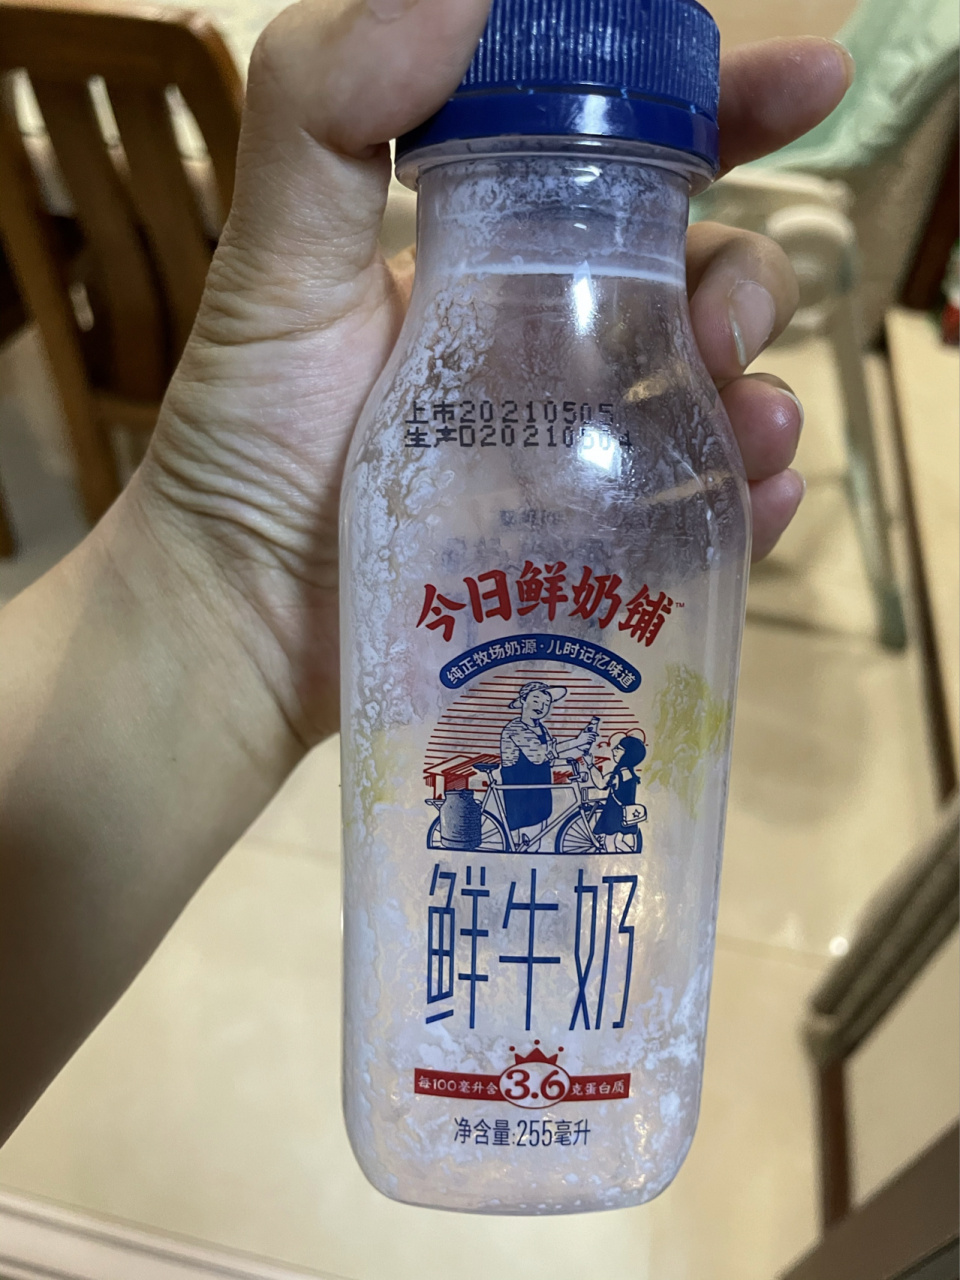 上市20210505
生产D20210504
今日鲜奶铺™
纯正牧场奶源·儿时记忆味道
鲜牛奶
每100毫升含3.6克蛋白质
净含量:255毫升